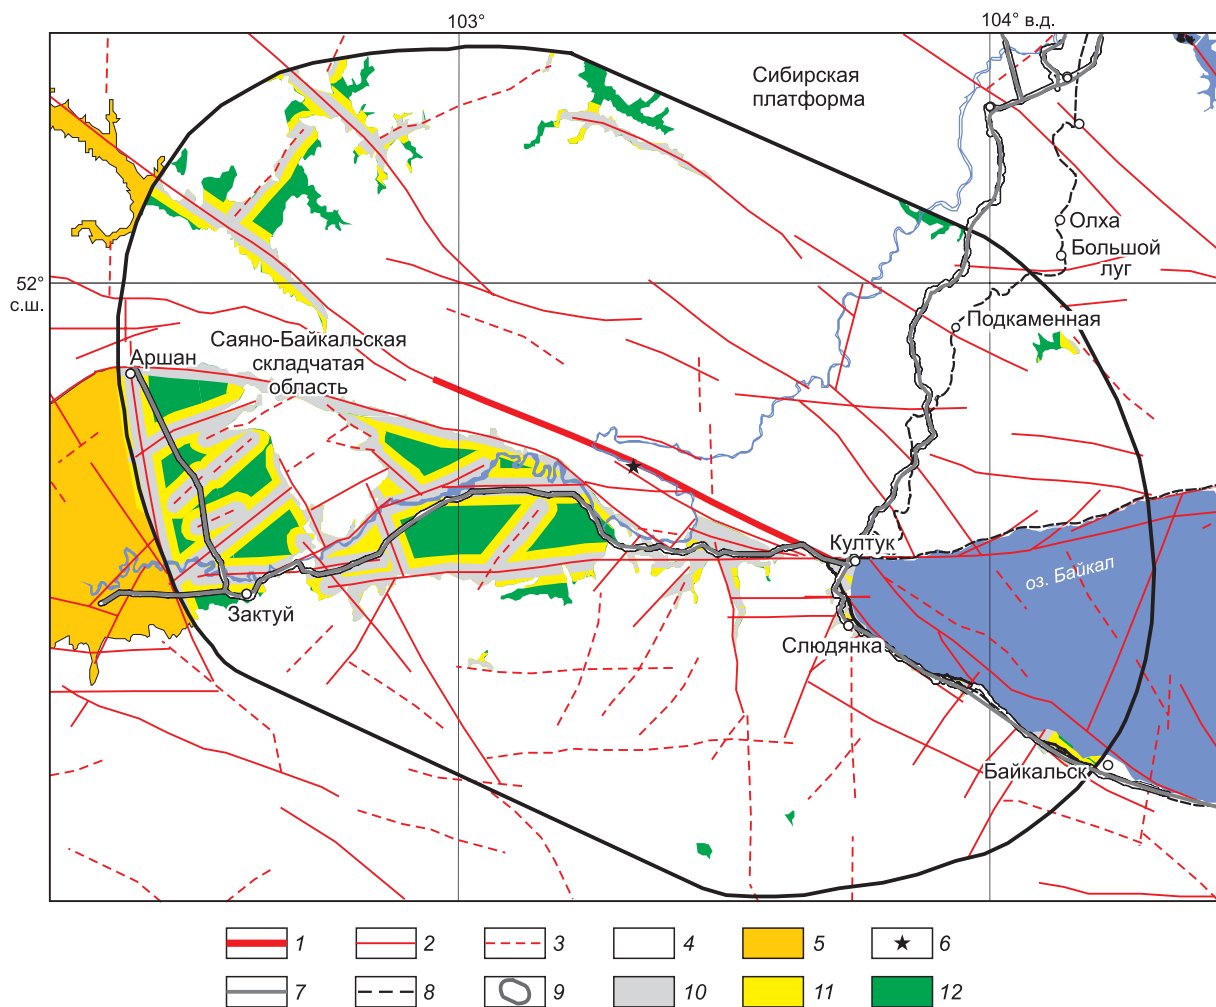 103°
104° в.д.
Сибирская
платформа
Олха
Большой
луг
52°
с.ш.
Подкаменная
Саяно-Байкальская
складчатая
область
Аршан
Култук
оз. Байкал
Зактуй
Слюдянка
Байкальск
1 2 3 4 5 6
7 8 9 10 11 12